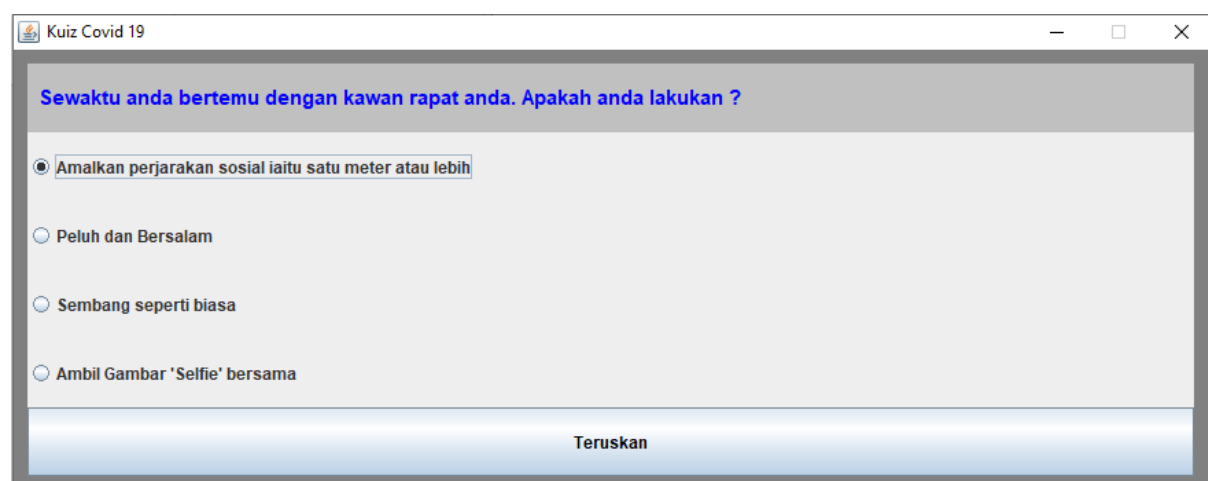 Kuiz Covid 19
Sewaktu anda bertemu dengan kawan rapat anda. Apakah anda lakukan ?
Amalkan perjarakan sosial iaitu satu meter atau lebih
Peluh dan Bersalam
Sembang seperti biasa
Ambil Gambar 'Selfie' bersama
Teruskan